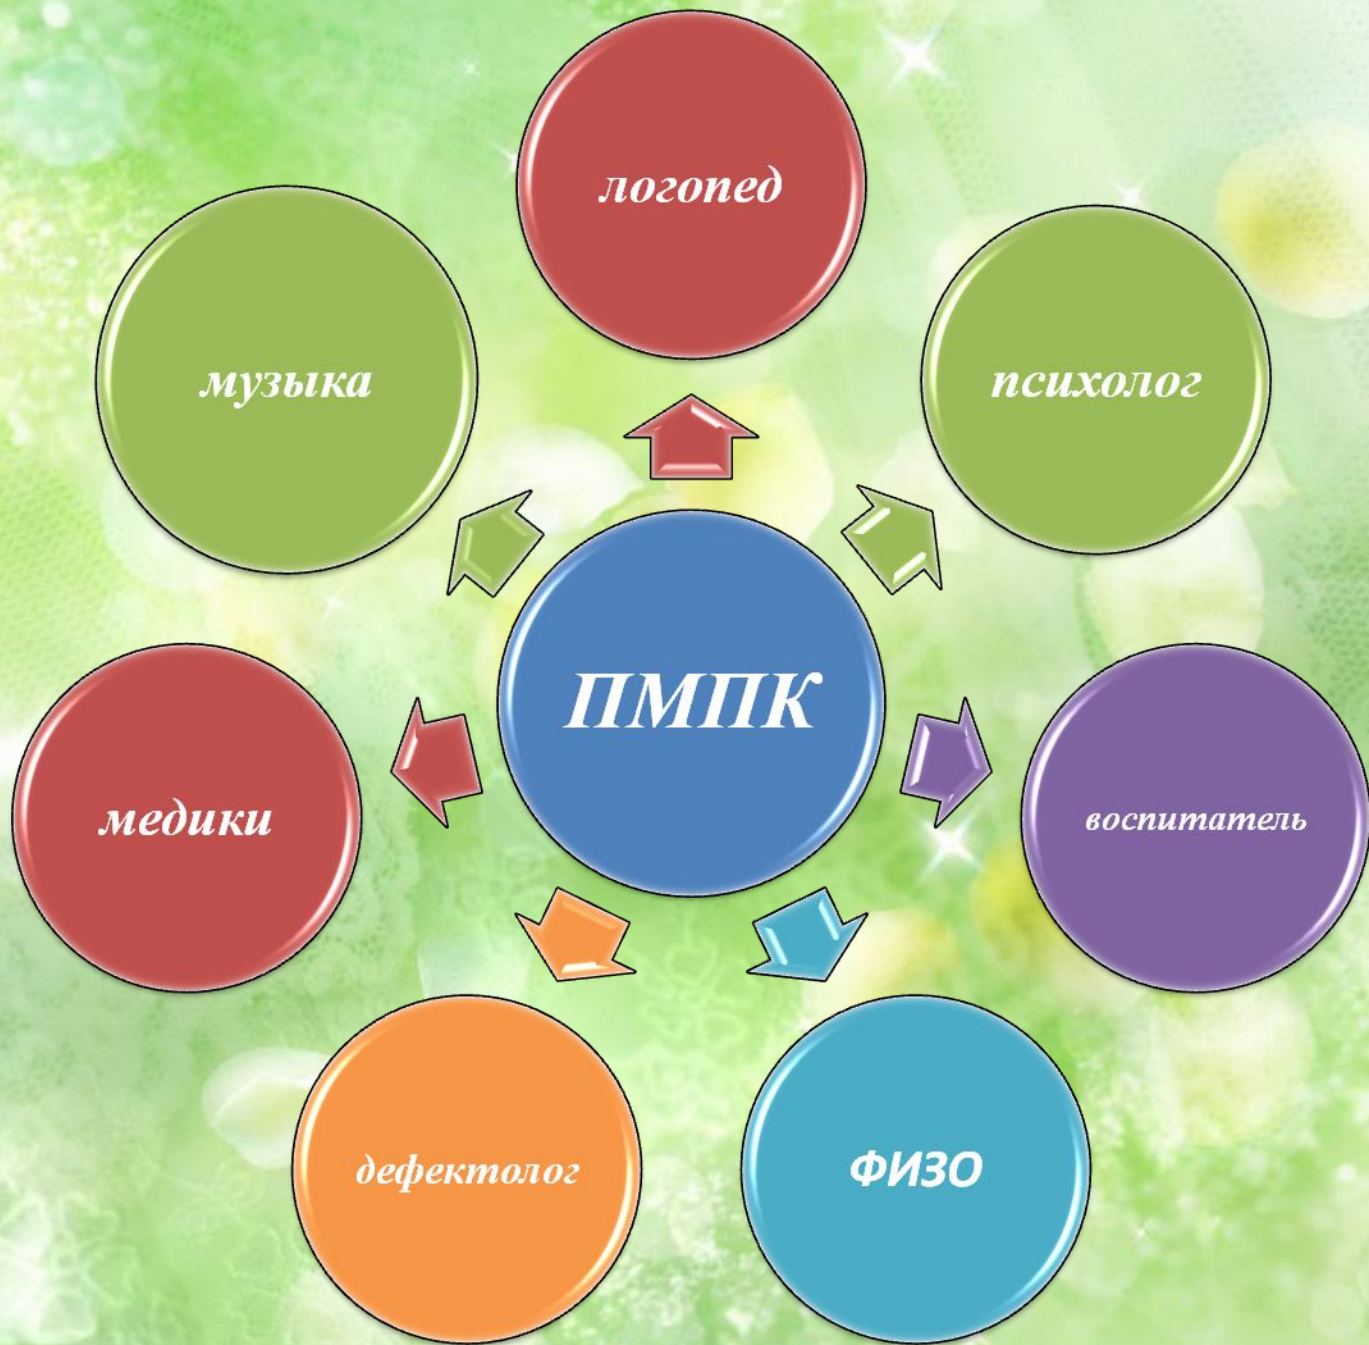 логопед
музыка
психолог
ПМПК
медики
воспитатель
дефектолог
ФИЗО